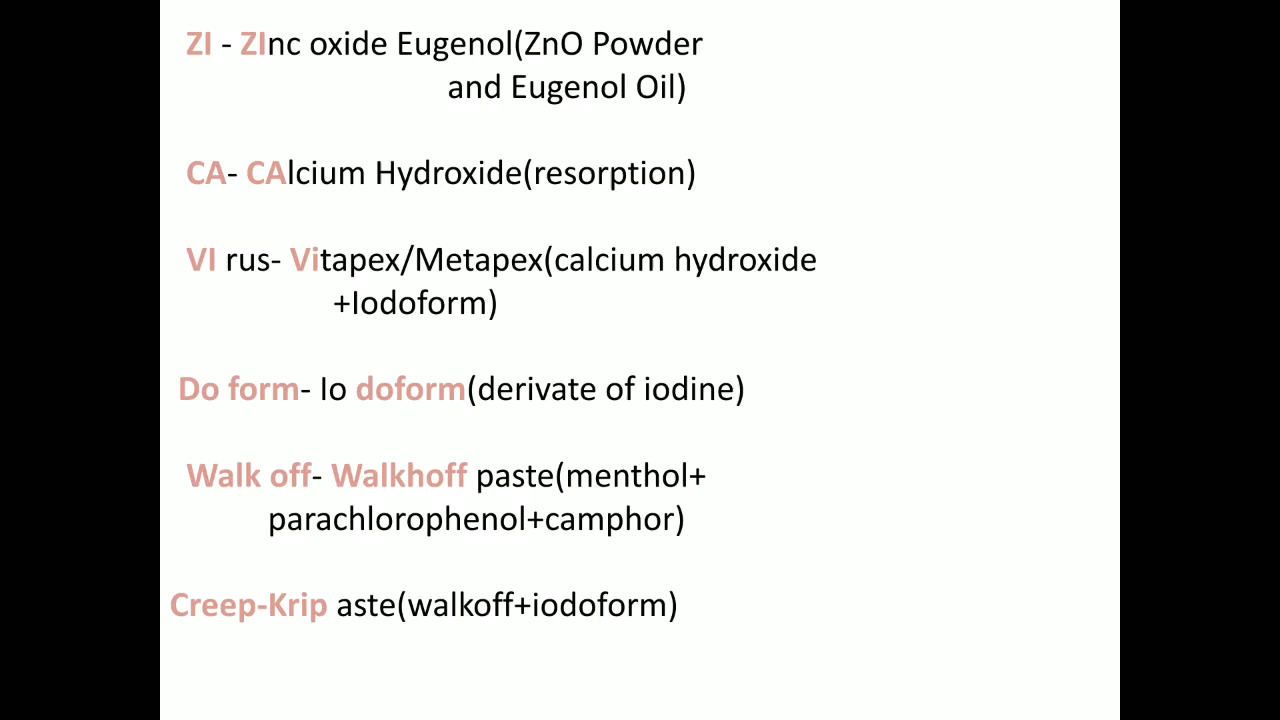 ZI - ZInc oxide Eugenol(ZnO Powder
and Eugenol Oil)
CA- CAlcium Hydroxide(resorption)
VI rus- Vitapex/Metapex(calcium hydroxide
+Iodoform)
Do form- Io doform(derivate of iodine)
Walk off- Walkhoff paste(menthol+
parachlorophenol+camphor)
Creep-Krip aste(walkoff+iodoform)